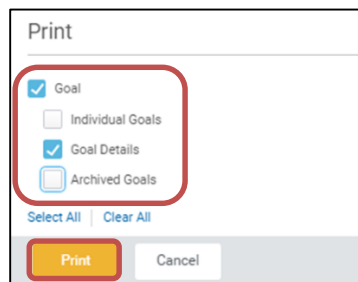 Print
Goal
Individual Goals
Goal Details
Archived Goals
Select All | Clear All
Print Cancel